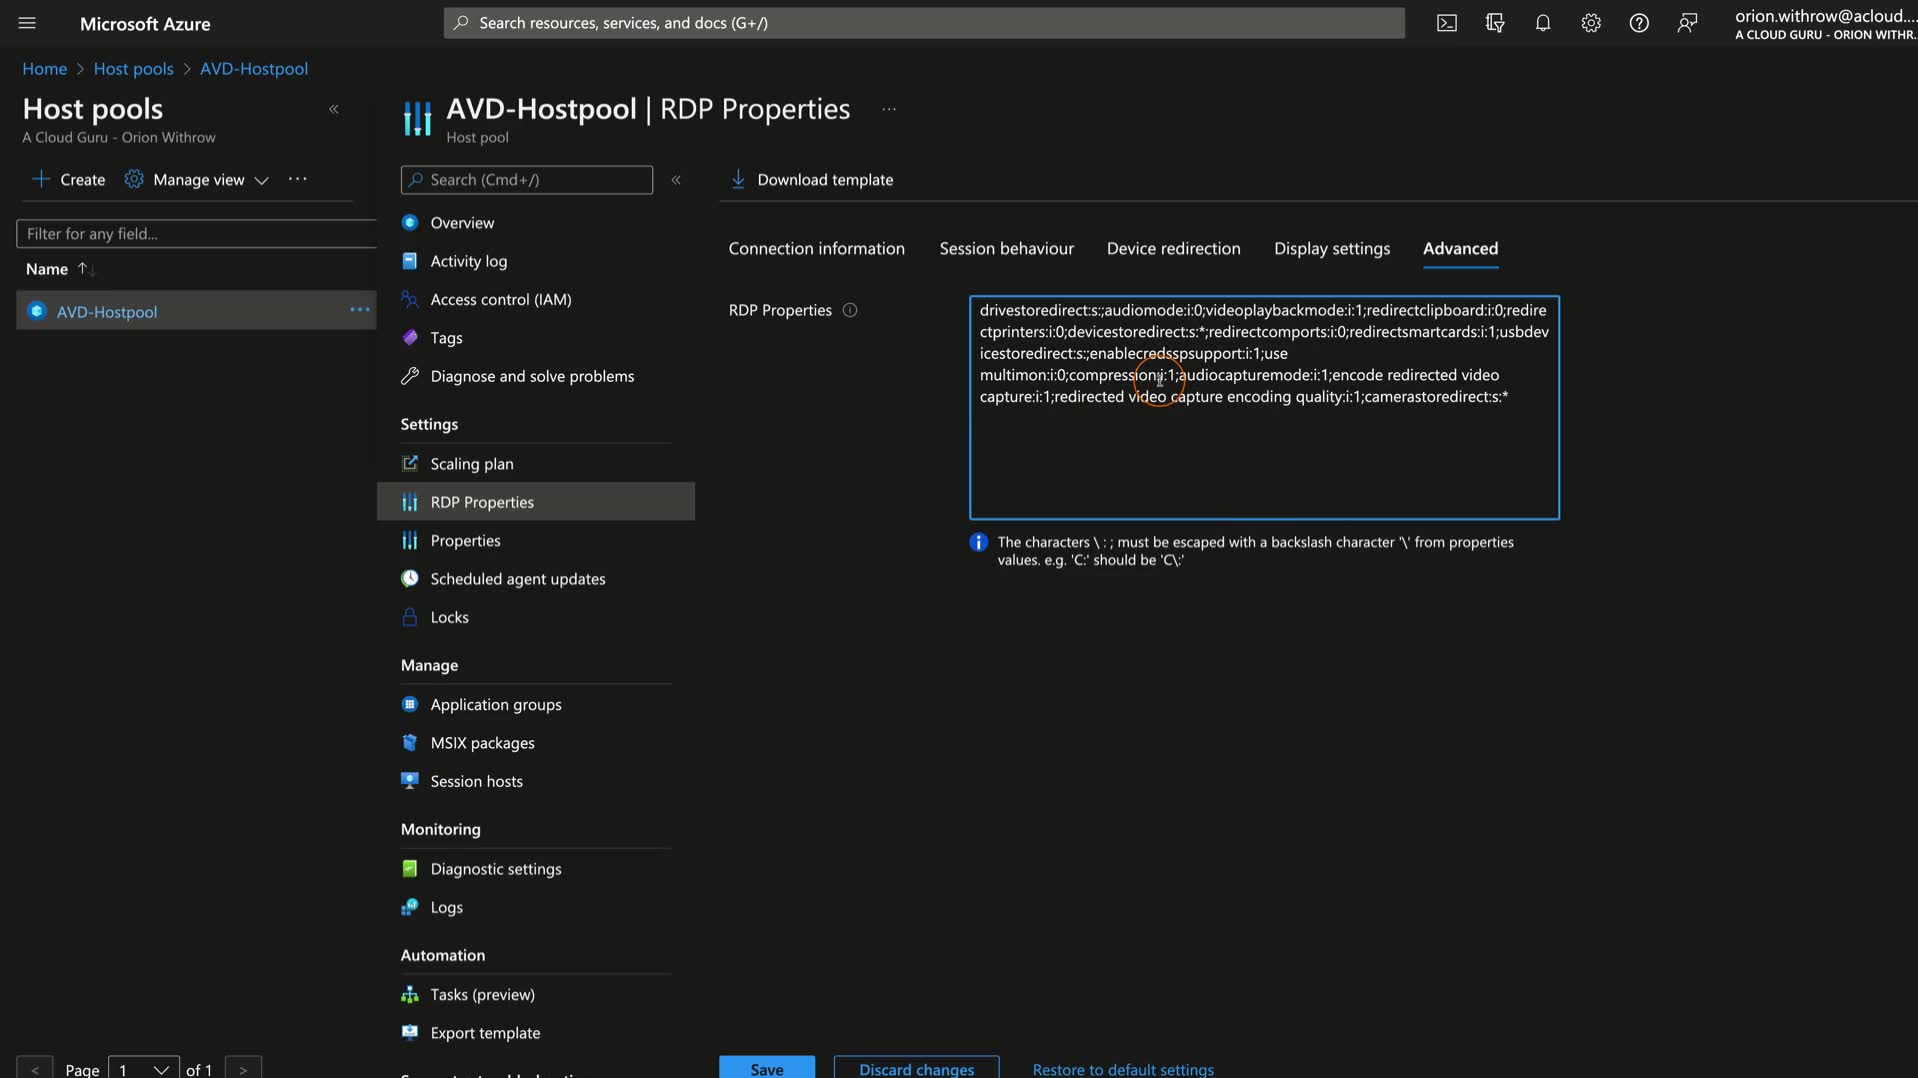 Microsoft Azure
Search resources, services, and docs (G+/)
orion.withrow@acloud....
A CLOUD GURU - ORION WITHR...
Home > Host pools > AVD-Hostpool
Host pools
A Cloud Guru - Orion Withrow
Create
Manage view
Filter for any field...
Name
AVD-Hostpool
Page 1 of 1
AVD-Hostpool | RDP Properties
Host pool
Search (Cmd+/)
Overview
Activity log
Access control (IAM)
Tags
Diagnose and solve problems
Settings
Scaling plan
RDP Properties
Properties
Scheduled agent updates
Locks
Manage
Application groups
MSIX packages
Session hosts
Monitoring
Diagnostic settings
Logs
Automation
Tasks (preview)
Export template
Download template
Connection information
Session behaviour
Device redirection
Display settings
Advanced
RDP Properties
drivestoredirect:s:;audiomode:i:0;videoplaybackmode:i:1;redirectclipboard:i:0;redire
ctprinters:i:0;devicestoredirect:s:*;redirectcomports:i:0;redirectsmartcards:i:1;usbdev
icestoredirect:s:;enablecredsspsupport:i:1;use
multimon:i:0;compression:i:1;audiocapturemode:i:1;encode redirected video
capture:i:1;redirected video capture encoding quality:i:1;camerastoredirect:s:*
The characters \ : ; must be escaped with a backslash character '\' from properties
values. e.g. 'C:' should be 'C\:'
Save
Discard changes
Restore to default settings